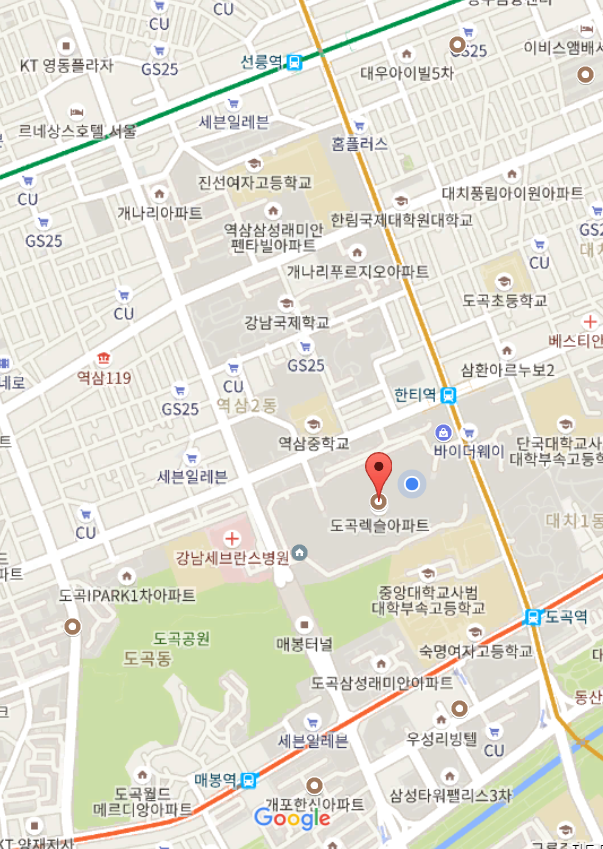 CU
CU
KT 영동플라자
GS25
선릉역
GS25
대우아이빌5차
이비스앰배서
세븐일레븐
르네상스호텔 서울
홈플러스
진선여자고등학교
CU
개나리아파트
대치풍림아이원아파트
한림국제대학원대학교
GS25
역삼삼성래미안
펜타빌아파트
GS2
CU
개나리푸르지오아파트
도곡초등학교
CU
강남국제학교
베스티안
역삼119
GS25
삼환아르누보2
네로
CU
한티역
GS25
역삼2동
역삼중학교
바이더웨이
단국대학교사
대학부속고등학
세븐일레븐
도곡렉슬아파트
대치1동
CU
강남세브란스병원
파트
도곡IPARK1차아파트
중앙대학교사범
대학부속고등학교
도곡역
도곡공원
도곡동
매봉터널
숙명여자고등학교
도곡삼성래미안아파트
동산
세븐일레븐
우성리빙텔
CU
매봉역
도곡월드
메르디앙아파트
개포한신아파트
삼성타워팰리스3차
Google
KT 양재지사